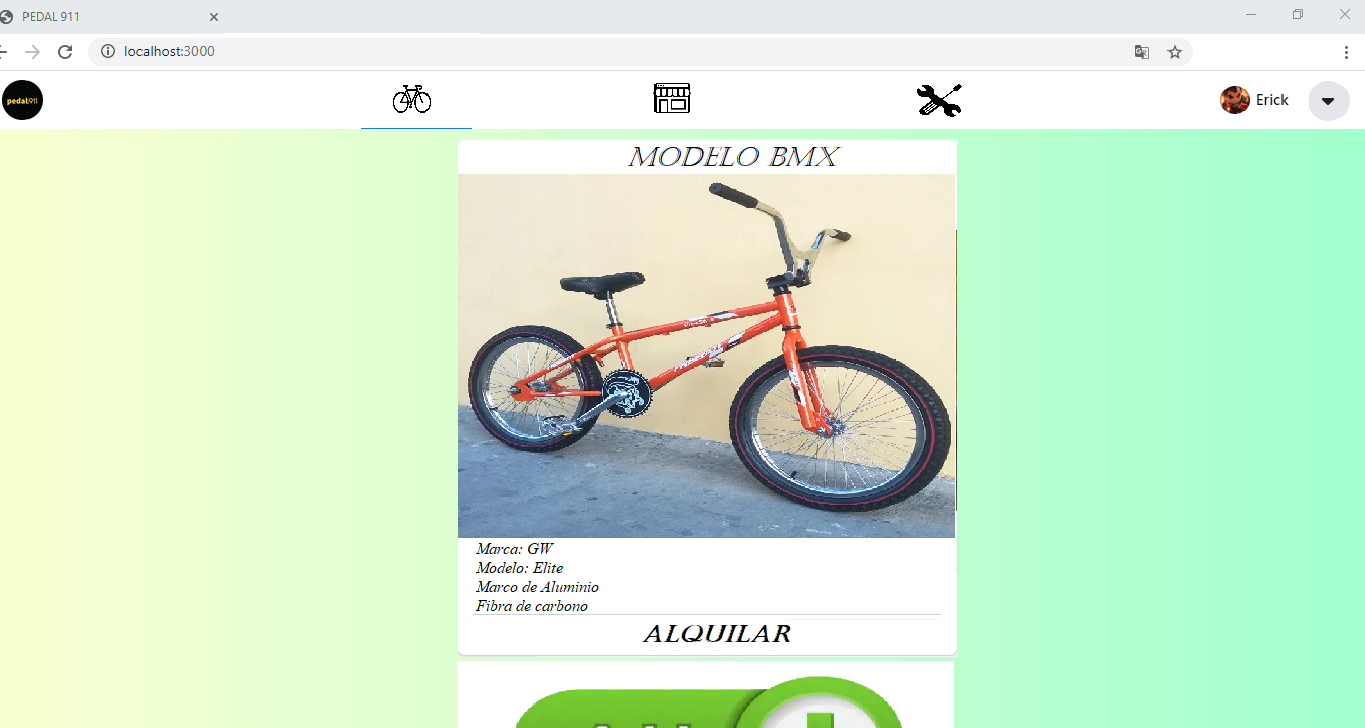 PEDAL 911
localhost:3000
pedal911
Erick
MODELO BMX
Marca: GW
Modelo: Elite
Marco de Aluminio
Fibra de carbono
ALQUILAR